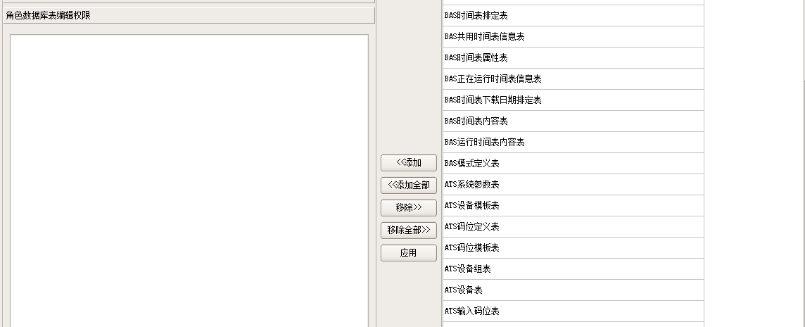 角色数据库表编辑权限
<<添加
<<添加全部
移除>>
移除全部>>
应用
BAS时间表排定表
BAS共用时间表信息表
BAS时间表属性表
BAS正在运行时间表信息表
BAS时间表下载日期排定表
BAS时间表内容表
BAS运行时间表内容表
BAS模式定义表
ATS系统参数表
ATS设备模板表
ATS码位定义表
ATS码位模板表
ATS设备组表
ATS设备表
ATS输入码位表